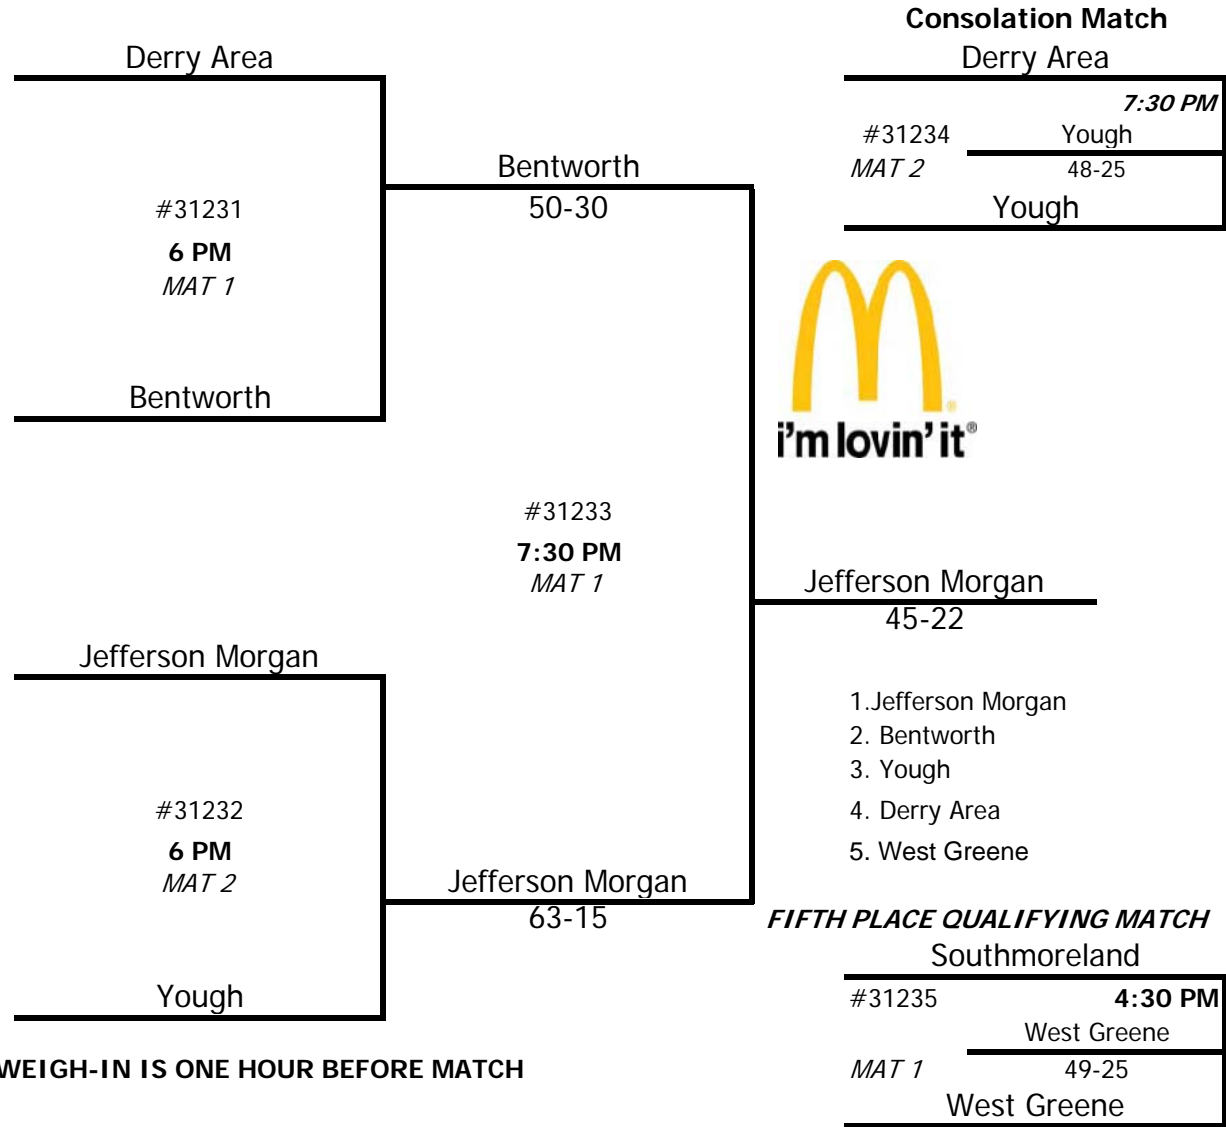 Consolation Match
Derry Area
Derry Area
7:30 PM
#31234
Yough
Bentworth
MAT 2
48-25
#31231
50-30
Yough
6 PM
MAT 1
Bentworth
i'm lovin' it®
#31233
7:30 PM
MAT 1
Jefferson Morgan
45-22
Jefferson Morgan
1.Jefferson Morgan
2. Bentworth
3. Yough
#31232
4. Derry Area
6 PM
5. West Greene
MAT 2
Jefferson Morgan
63-15
FIFTH PLACE QUALIFYING MATCH
Southmoreland
Yough
#31235
4:30 PM
West Greene
WEIGH-IN IS ONE HOUR BEFORE MATCH
MAT 1
49-25
West Greene